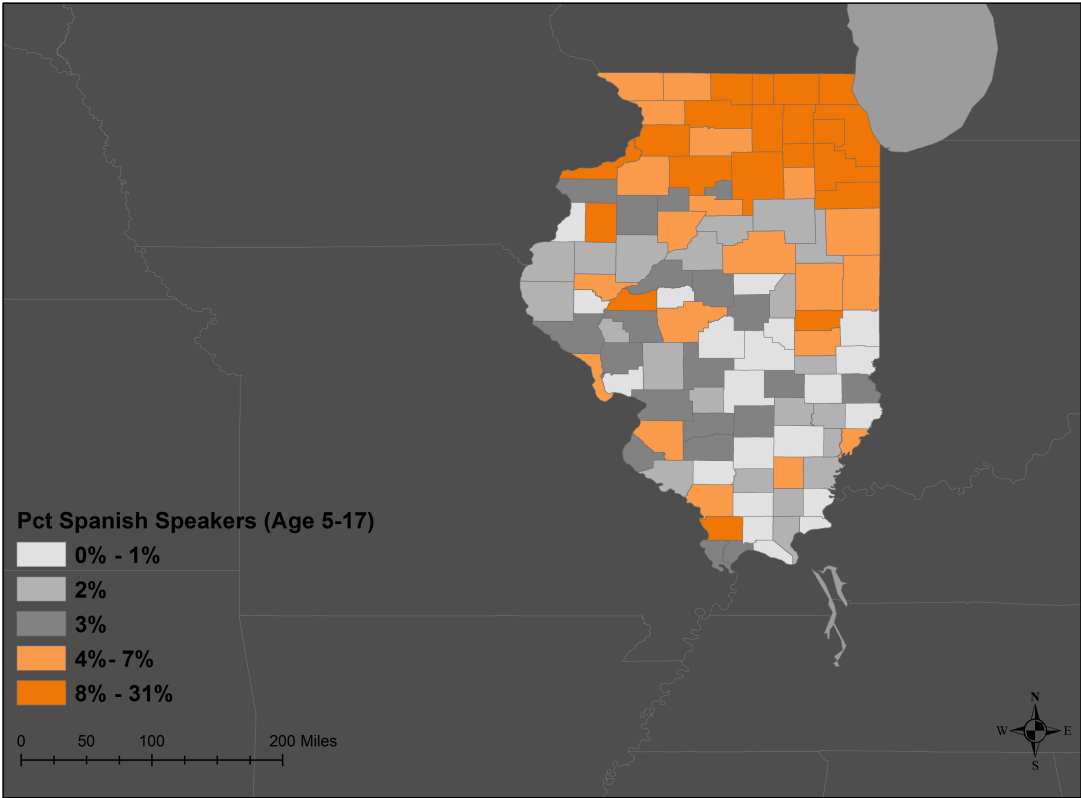 Pct Spanish Speakers (Age 5-17)
0% - 1%
2%
3%
4%- 7%
8% - 31%
0 50 100 200 Miles
N
W E
S